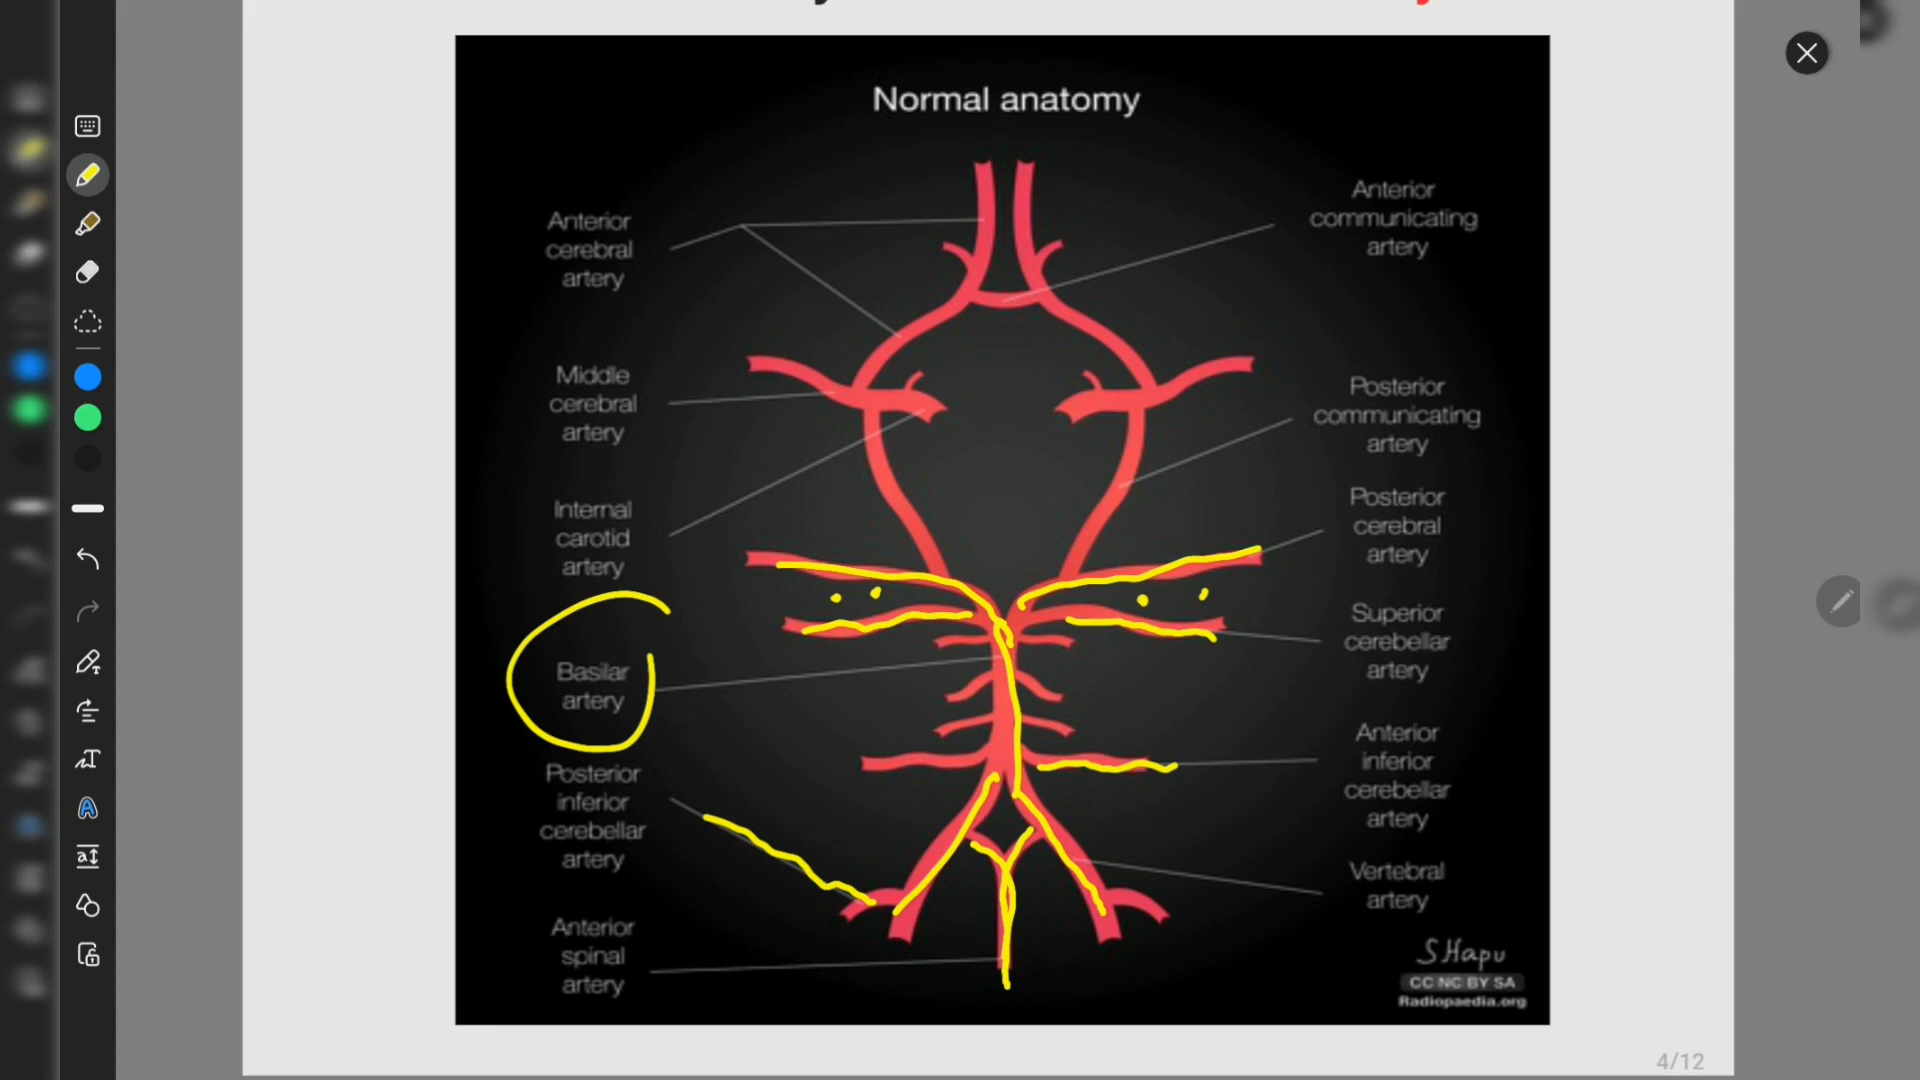 Normal anatomy
Anterior
cerebral
artery
Anterior
communicating
artery
Middle
cerebral
artery
Posterior
communicating
artery
Internal
carotid
artery
Posterior
cerebral
artery
Superior
cerebellar
artery
Basilar
artery
Anterior
inferior
cerebellar
artery
Posterior
inferior
cerebellar
artery
Vertebral
artery
Anterior
spinal
artery
SHapu
CC NC BY SA
Radiopaedia.org
4/12